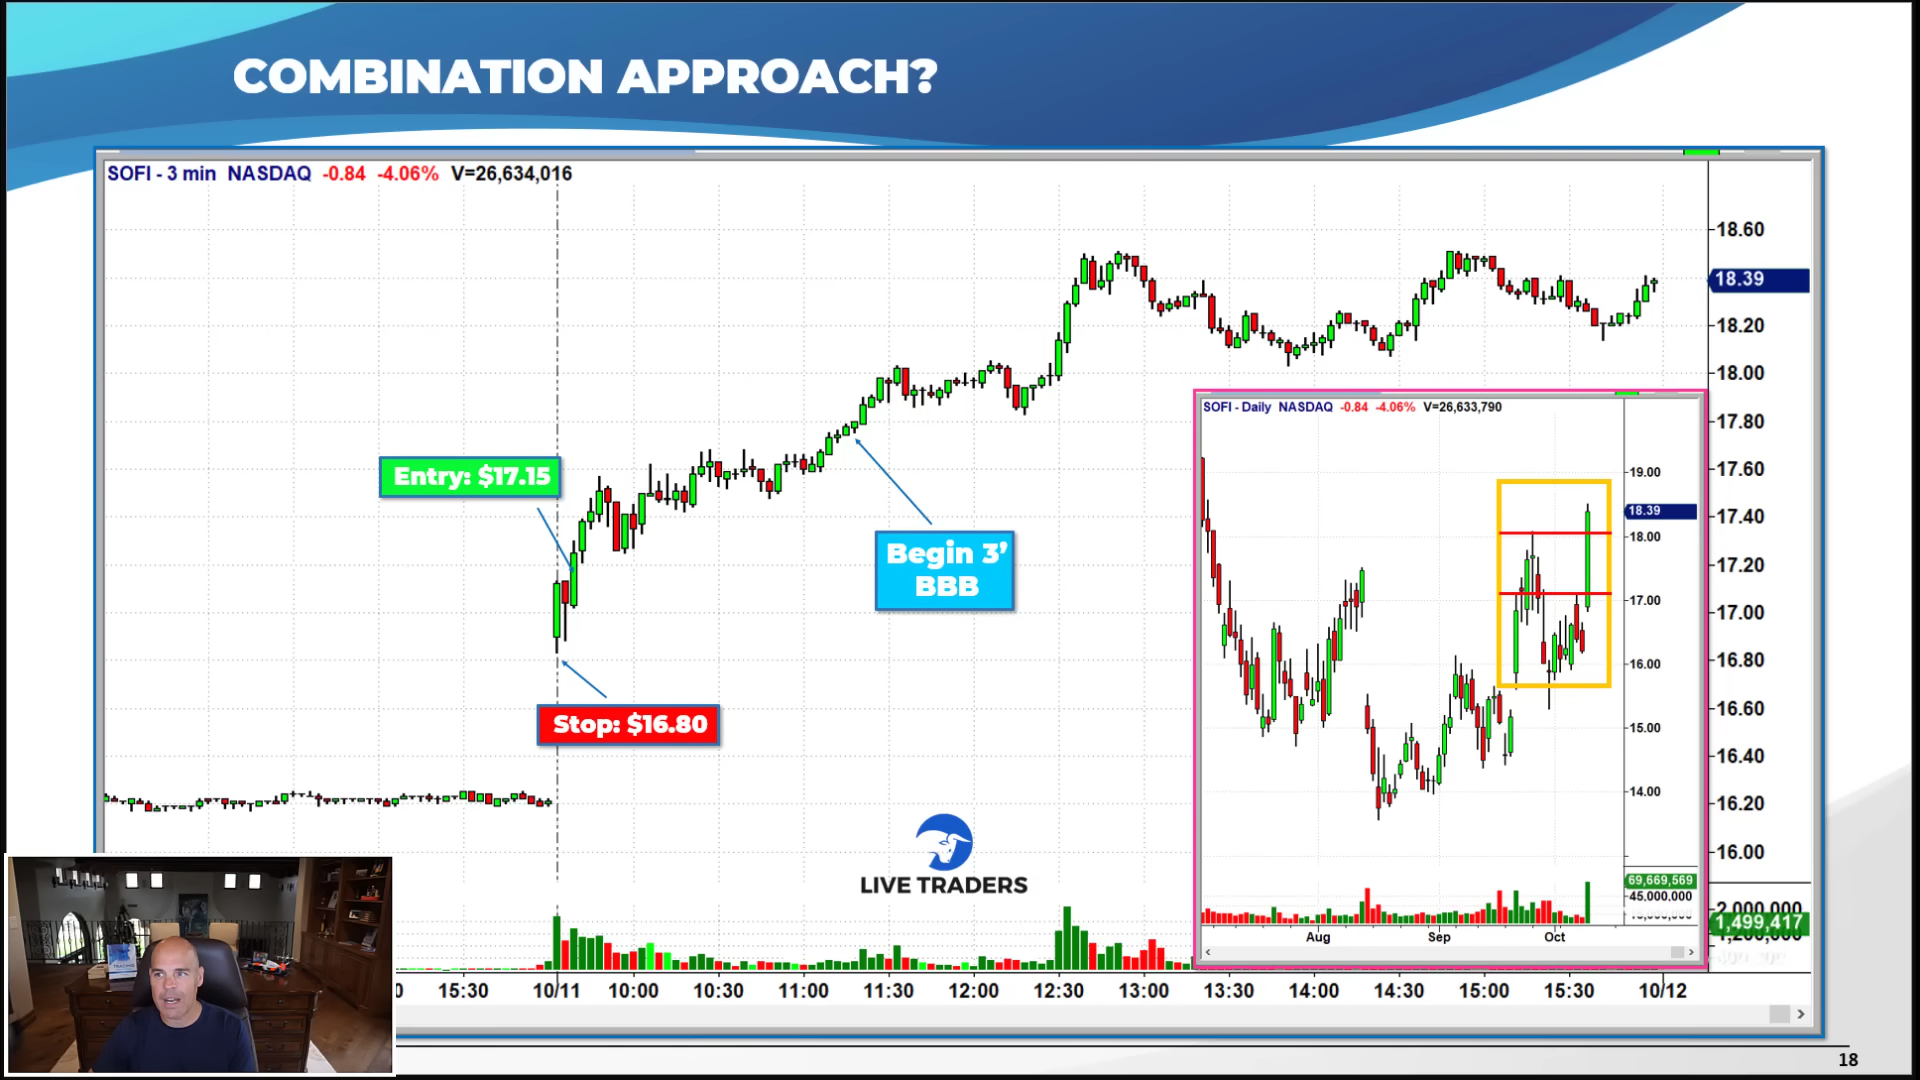 COMBINATION APPROACH?
SOFI - 3 min NASDAQ -0.84 -4.06% V=26,634,016
18.60
18.39
18.20
18.00
17.80
17.60
17.40
17.20
17.00
16.80
16.60
16.40
16.20
16.00
2,000,000
1,499,417
Entry: $17.15
Stop: $16.80
Begin 3'
BBB
SOFI - Daily NASDAQ -0.84 -4.06% V=26,633,790
19.00
18.39
18.00
17.00
16.00
15.00
14.00
69,669,569
45,000,000
Aug Sep Oct
LIVE TRADERS
0 15:30 10/11 10:00 10:30 11:00 11:30 12:00 12:30 13:00 13:30 14:00 14:30 15:00 15:30 10/12
18